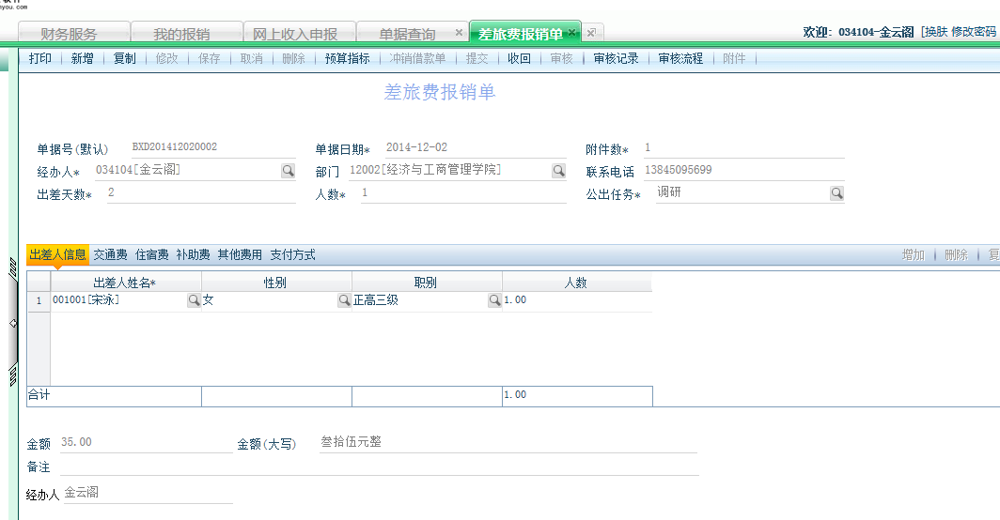 财务服务 我的报销 网上收入申报 单据查询 × 差旅费报销单 ×
欢迎: 034104-金云阁 [换肤 修改密码
打印 新增 复制 修改 保存 取消 删除 预算指标 冲销借款单 提交 收回 审核 审核记录 审核流程 附件
差旅费报销单
单据号(默认) BXD201412020002 单据日期* 2014-12-02 附件数* 1
经办人* 034104[金云阁] 部门 12002[经济与工商管理学院] 联系电话 13845095699
出差天数* 2 人数* 1 公出任务* 调研
出差人信息 交通费 住宿费 补助费 其他费用 支付方式 增加 删除
出差人姓名* 性别 职别 人数
1 001001[宋泳] 女 正高三级 1.00
合计 1.00
金额 35.00 金额(大写) 叁拾伍元整
备注
经办人 金云阁